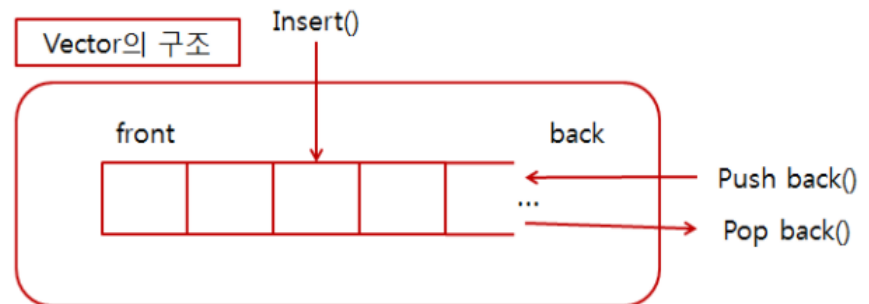 Insert()
Vector의 구조
front
back
Push back()
...
Pop back()